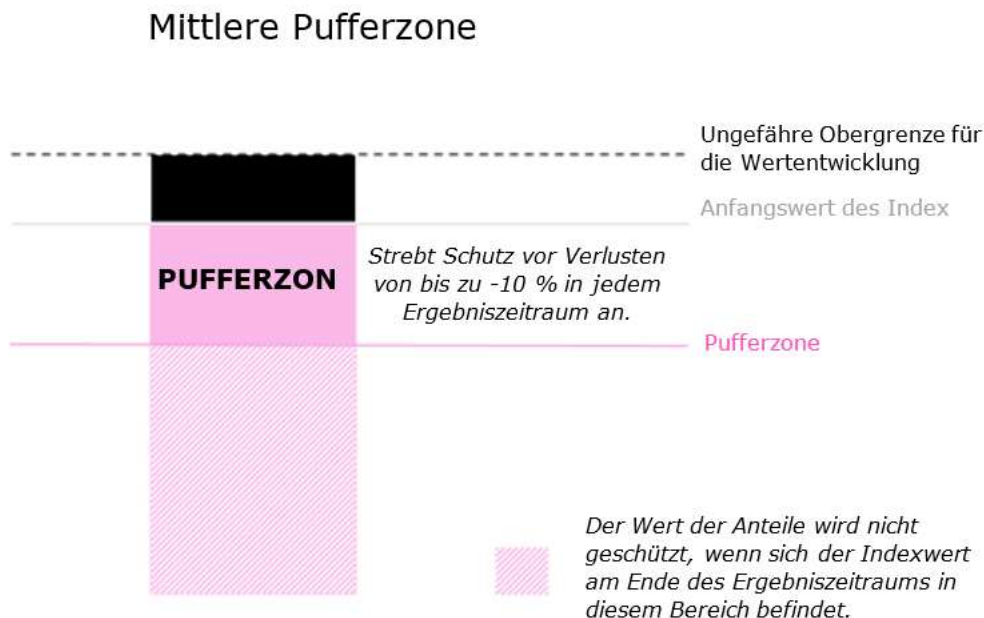 Mittlere Pufferzone
Ungefähre Obergrenze für
die Wertentwicklung
Anfangswert des Index
PUFFERZON
Strebt Schutz vor Verlusten
von bis zu -10 % in jedem
Ergebniszeitraum an.
Pufferzone
Der Wert der Anteile wird nicht
geschützt, wenn sich der Indexwert
am Ende des Ergebniszeitraums in
diesem Bereich befindet.